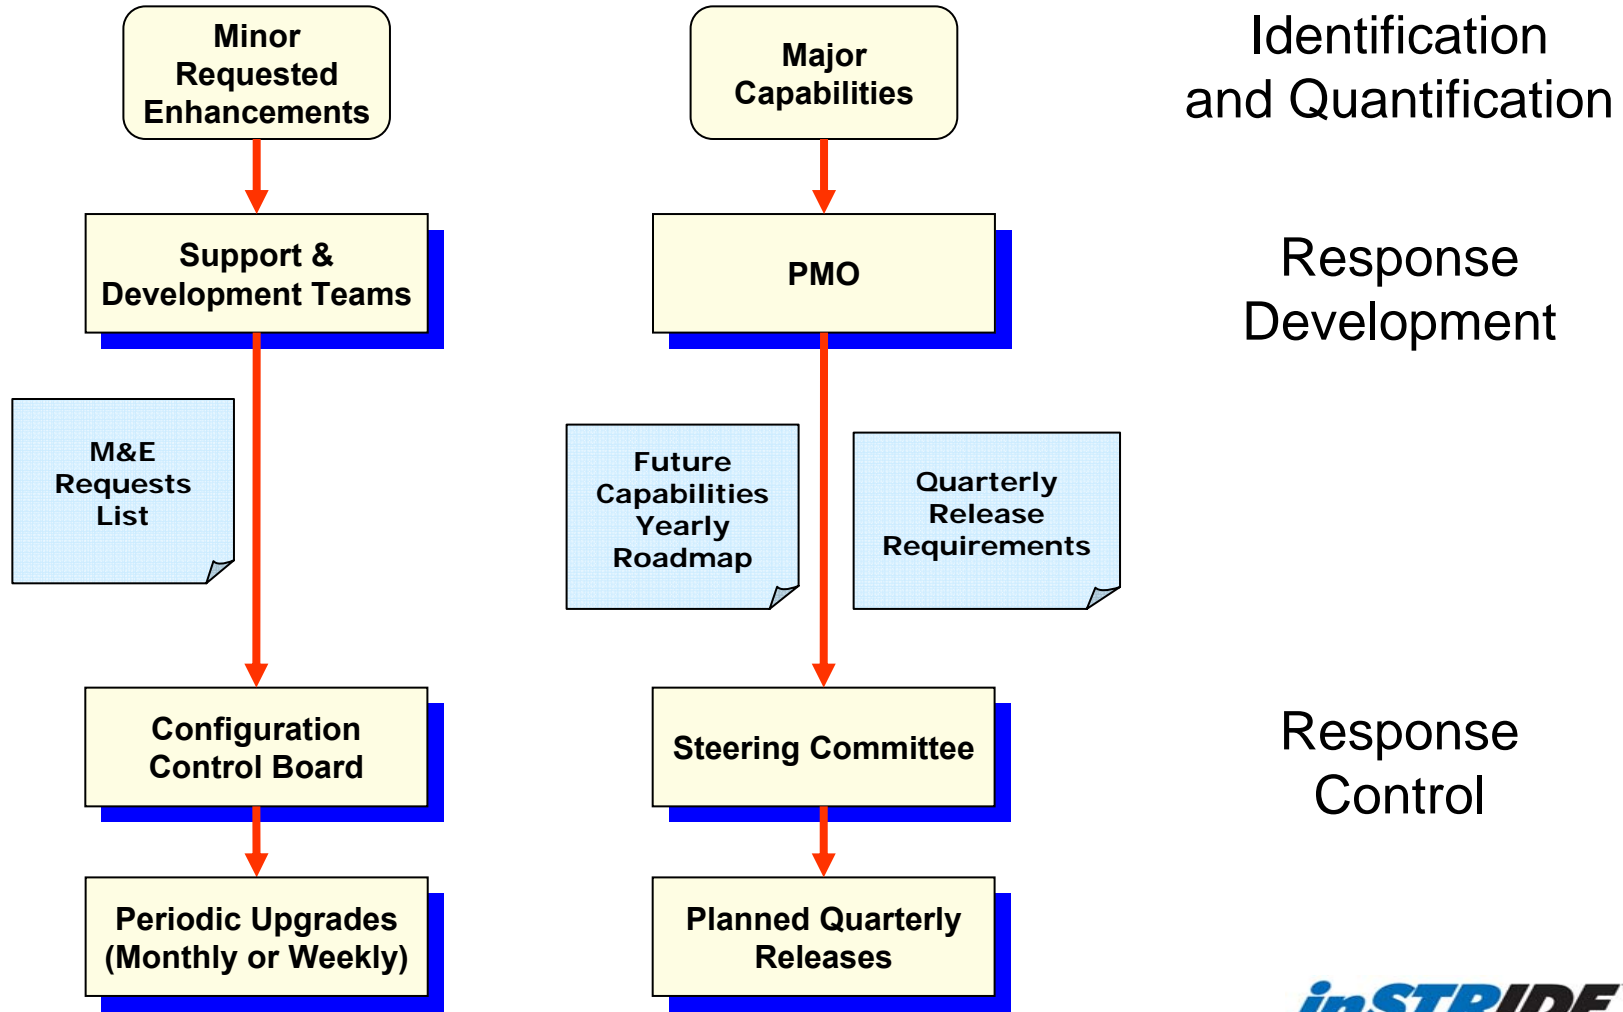 Minor
Requested
Enhancements
Major
Capabilities
Identification
and Quantification
Support &
Development Teams
PMO
Response
Development
M&E
Requests
List
Future
Capabilities
Yearly
Roadmap
Quarterly
Release
Requirements
Configuration
Control Board
Steering Committee
Response
Control
Periodic Upgrades
(Monthly or Weekly)
Planned Quarterly
Releases
inSTRIDE